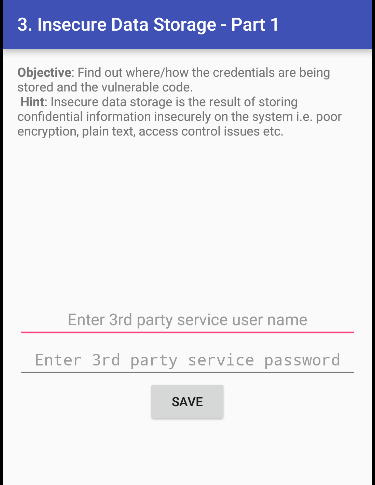 3. Insecure Data Storage - Part 1
Objective: Find out where/how the credentials are being
stored and the vulnerable code.
Hint: Insecure data storage is the result of storing
confidential information insecurely on the system i.e. poor
encryption, plain text, access control issues etc.
Enter 3rd party service user name
Enter 3rd party service password
SAVE